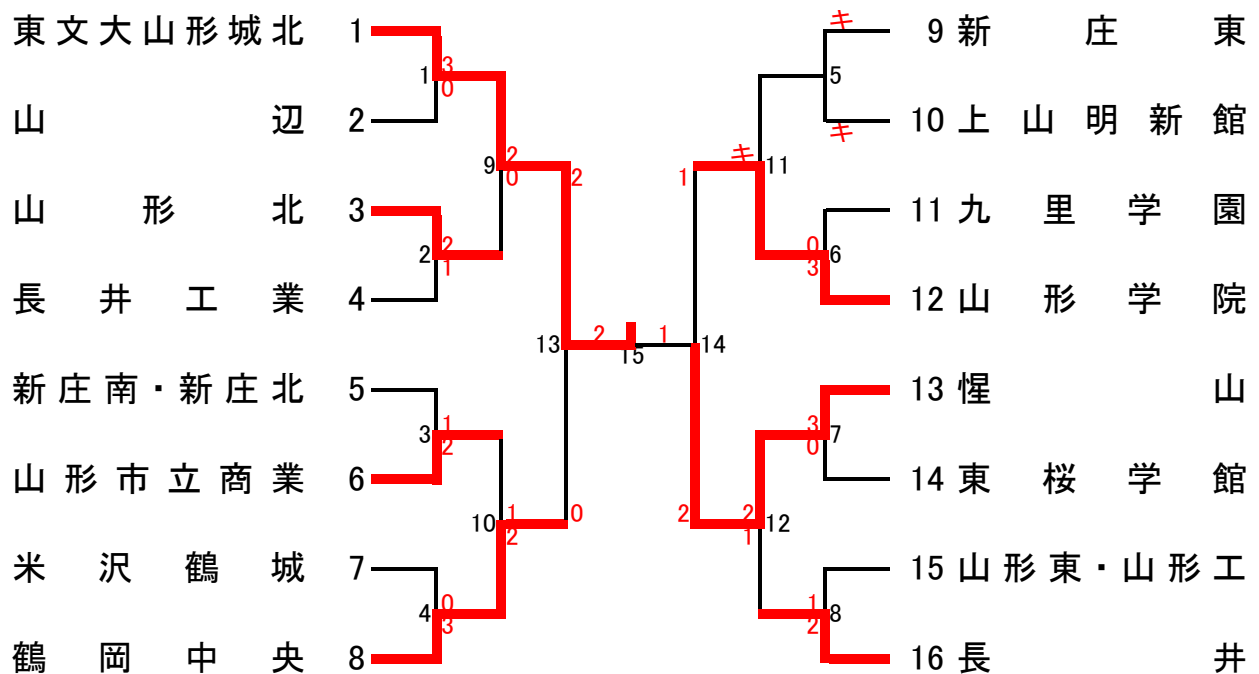 東文大山形城北 1
山辺 2
山形北 3
長井工業 4
新庄南・新庄北 5
山形市立商業 6
米沢鶴城 7
鶴岡中央 8
1
3
0
2
2
1
3
1
2
4
0
3
9
2
0
10
1
2
13
2
0
2
15
1
14
1
2
キ
11
2
1
12
キ
5
キ
0
3
6
3
0
7
1
2
8
9 新庄東
10 上山明新館
11 九里学園
12 山形学院
13 惺山
14 東桜学館
15 山形東・山形工
16 長井